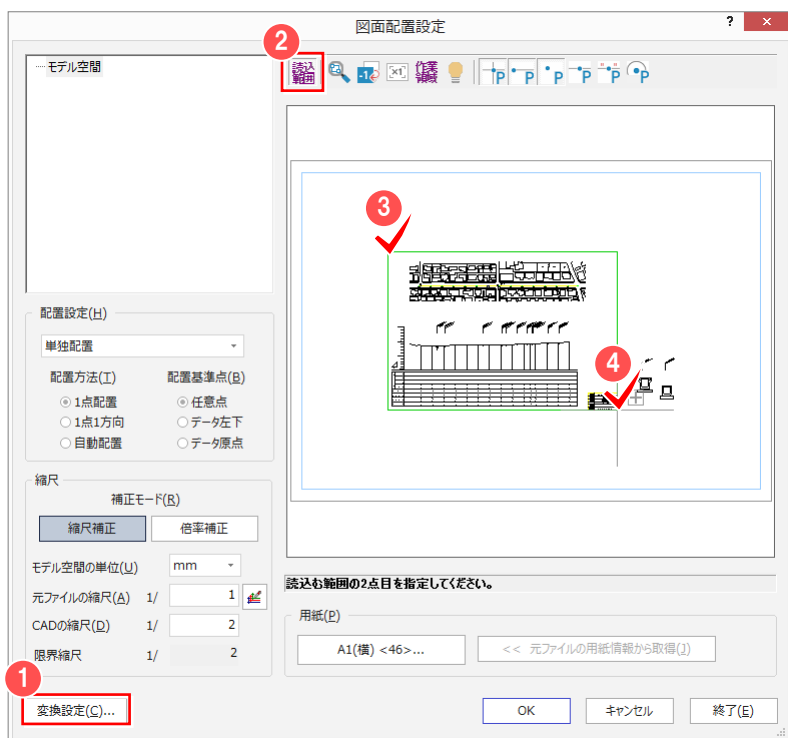 図面配置設定
? ×
2
モデル空間
読込
範囲
-1
[×1]
作業
領域
P P P P P P
3
4
配置設定(H)
単独配置
配置方法(T) 配置基準点(B)
1点配置 任意点
1点1方向 データ左下
自動配置 データ原点
縮尺
補正モード(R)
縮尺補正 倍率補正
モデル空間の単位(U) mm
元ファイルの縮尺(A) 1/ 1
CADの縮尺(D) 1/ 2
限界縮尺 1/ 2
読込む範囲の2点目を指定してください。
用紙(P)
A1(横) <46>... << 元ファイルの用紙情報から取得(J)
1
変換設定(C)... OK キャンセル 終了(E)